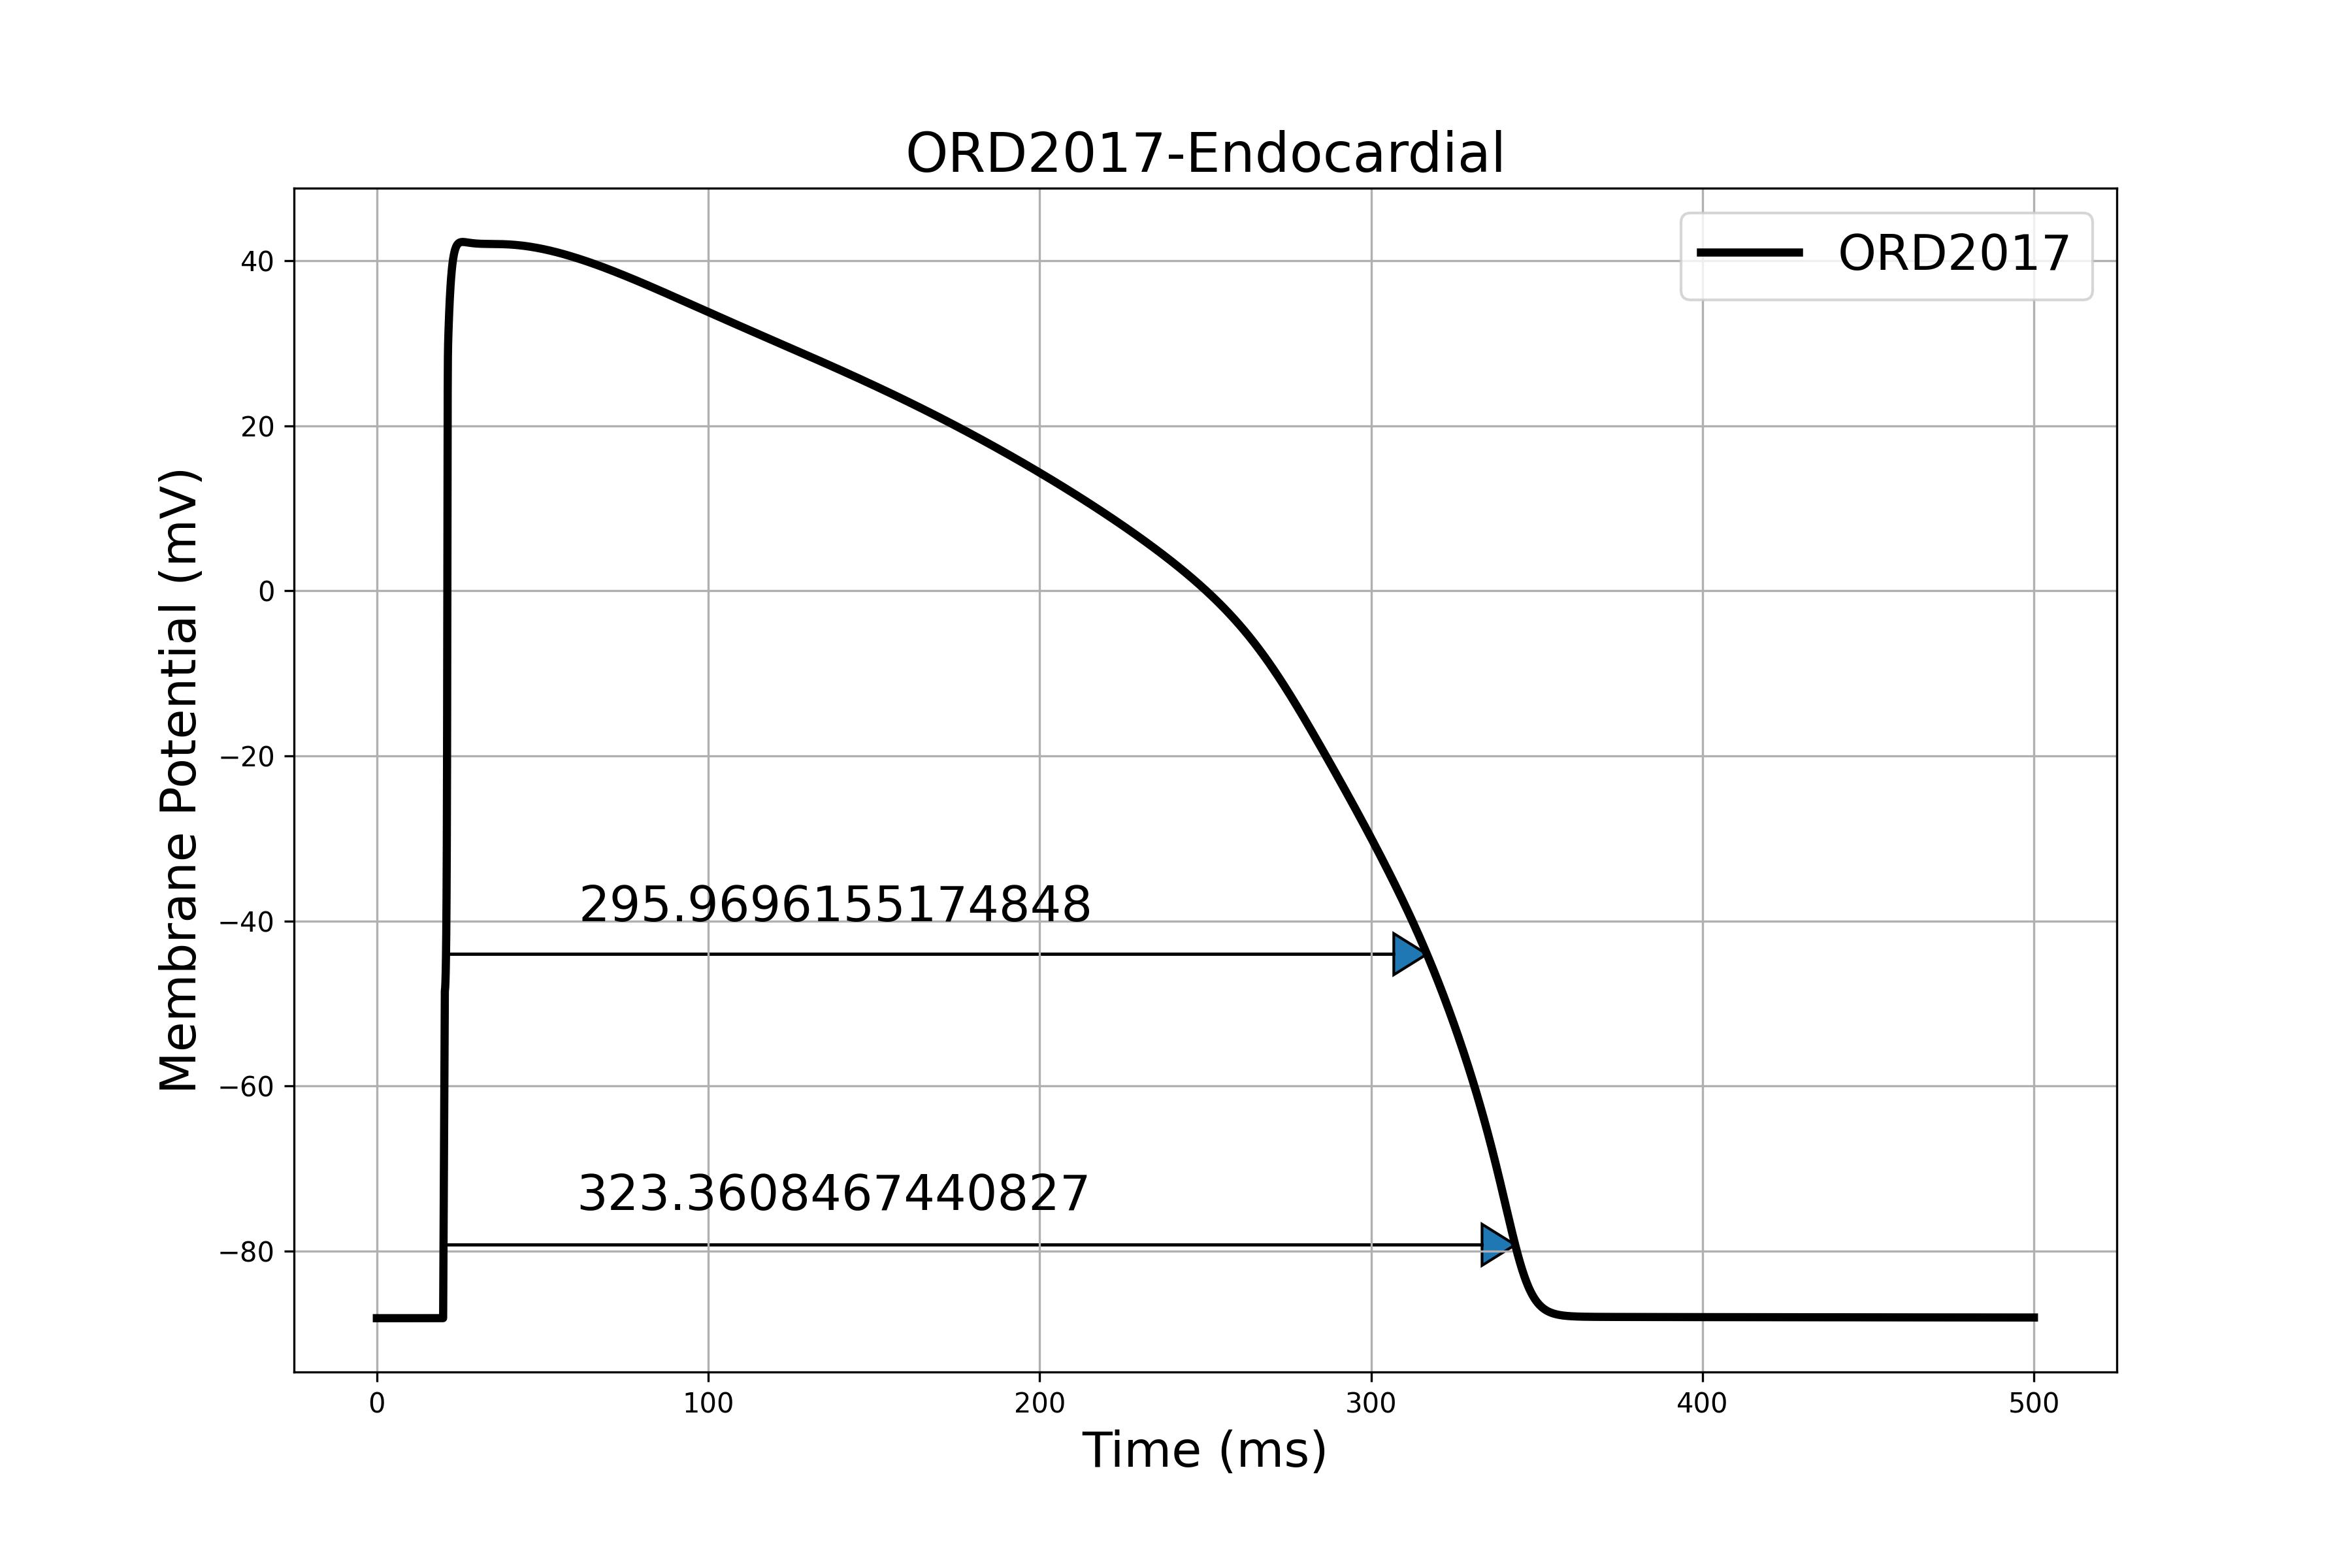 ORD2017-Endocardial
ORD2017
Membrane Potential (mV)
40
20
0
−20
−40
−60
−80
295.9696155174848
323.3608467440827
0 100 200 300 400 500
Time (ms)